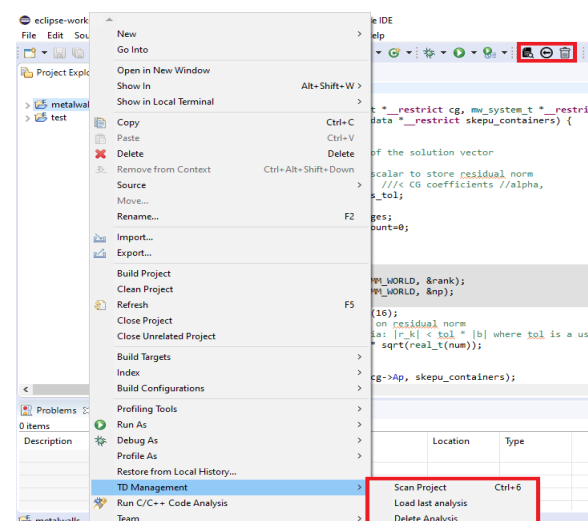 eclipse-work
e IDE
File Edit Sou
elp
Project Explo
metalwal
test
New
Go Into
Open in New Window
Show In Alt+Shift+W
Show in Local Terminal
Copy Ctrl+C
Paste Ctrl+V
Delete Delete
Remove from Context Ctrl+Alt+Shift+Down
Source
Move...
Rename... F2
Import...
Export...
Build Project
Clean Project
Refresh F5
Close Project
Close Unrelated Project
Build Targets
Index
Build Configurations
Profiling Tools
Run As
Debug As
Profile As
Restore from Local History...
TD Management
Run C/C++ Code Analysis
Team
Scan Project Ctrl+6
Load last analysis
Delete Analysis
t *__restrict cg, mw_system_t *__restri
data *__restrict skepu_containers) {
of the solution vector
scalar to store residual norm
///< CG coefficients //alpha,
s_tol;
ges;
ount=0;
MM_WORLD, &rank);
MM_WORLD, &np);
(16);
on residual norm
ia: |r_k| < tol * |b| where tol is a us
* sqrt(real_t(num));
cg->Ap, skepu_containers);
Problems
0 items
Description Location Type
metalwalls